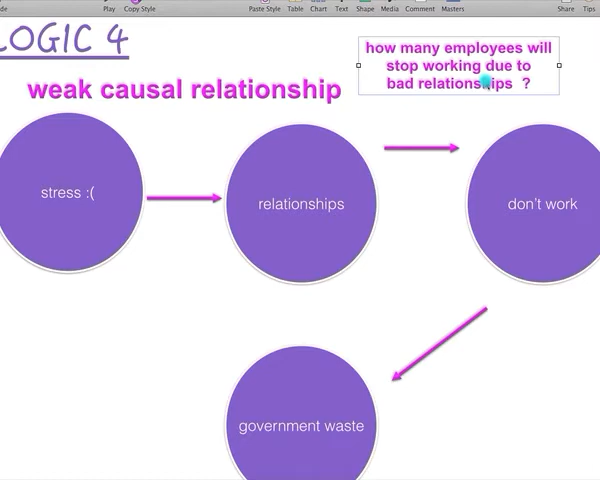 Play Copy Style Paste Style Table Chart Text Shape Media Comment Masters Share Tips
LOGIC 4
how many employees will
stop working due to
bad relationships ?
weak causal relationship
stress :(
relationships
don't work
government waste